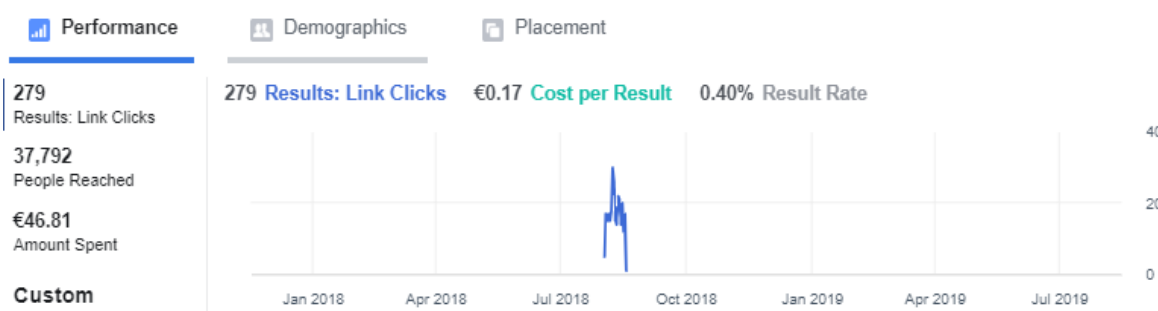 Performance Demographics Placement
279
Results: Link Clicks
37,792
People Reached
€46.81
Amount Spent
Custom
279 Results: Link Clicks €0.17 Cost per Result 0.40% Result Rate
40
20
0
Jan 2018 Apr 2018 Jul 2018 Oct 2018 Jan 2019 Apr 2019 Jul 2019